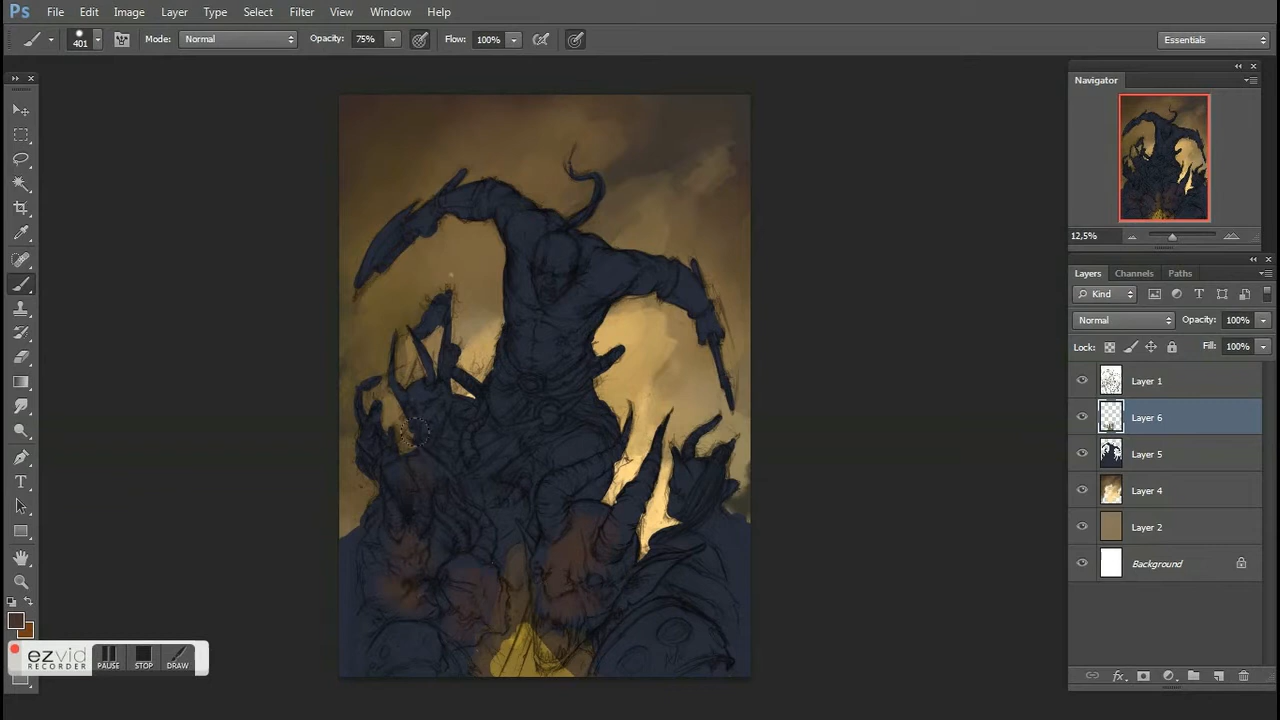 Ps File Edit Image Layer Type Select Filter View Window Help
401 Mode: Normal Opacity: 75% Flow: 100% Essentials
Navigator
12,5%
Layers Channels Paths
Kind
Normal Opacity: 100%
Lock: Fill: 100%
Layer 1
Layer 6
Layer 5
Layer 4
Layer 2
Background
ezvid
RECORDER
PAUSE STOP DRAW